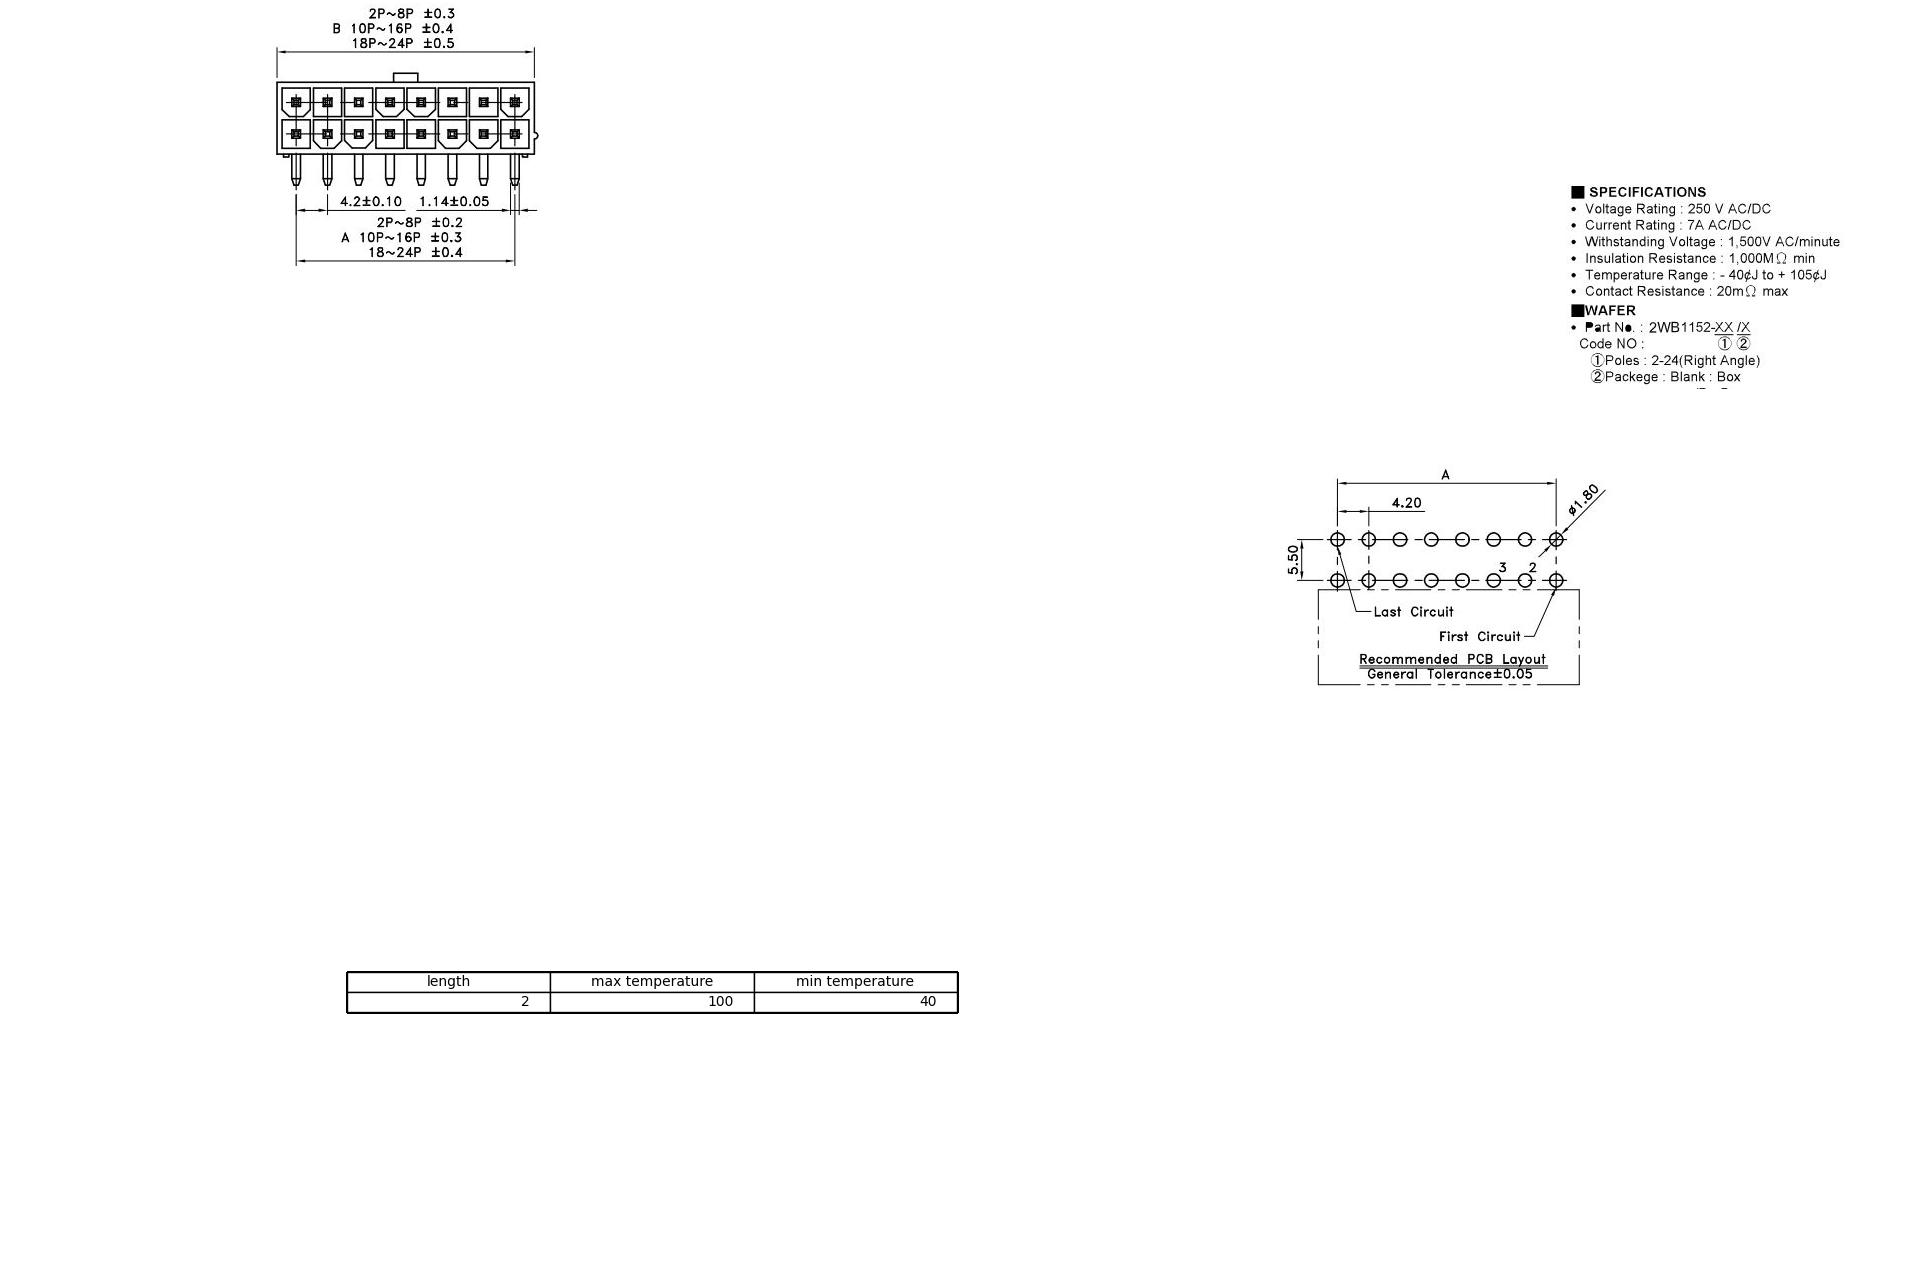 2P~8P ±0.3
B 10P~16P ±0.4
18P~24P ±0.5
4.2±0.10 1.14±0.05
2P~8P ±0.2
A 10P~16P ±0.3
18~24P ±0.4
■ SPECIFICATIONS
• Voltage Rating : 250 V AC/DC
• Current Rating : 7A AC/DC
• Withstanding Voltage : 1,500V AC/minute
• Insulation Resistance : 1,000MΩ min
• Temperature Range : - 40¢J to + 105¢J
• Contact Resistance : 20mΩ max
■WAFER
• Part No. : 2WB1152-XX /X
Code NO : ① ②
①Poles : 2-24(Right Angle)
②Packege : Blank : Box
A
4.20
ø1.80
5.50
3 2
Last Circuit
First Circuit
Recommended PCB Layout
General Tolerance±0.05
length max temperature min temperature
2 100 40